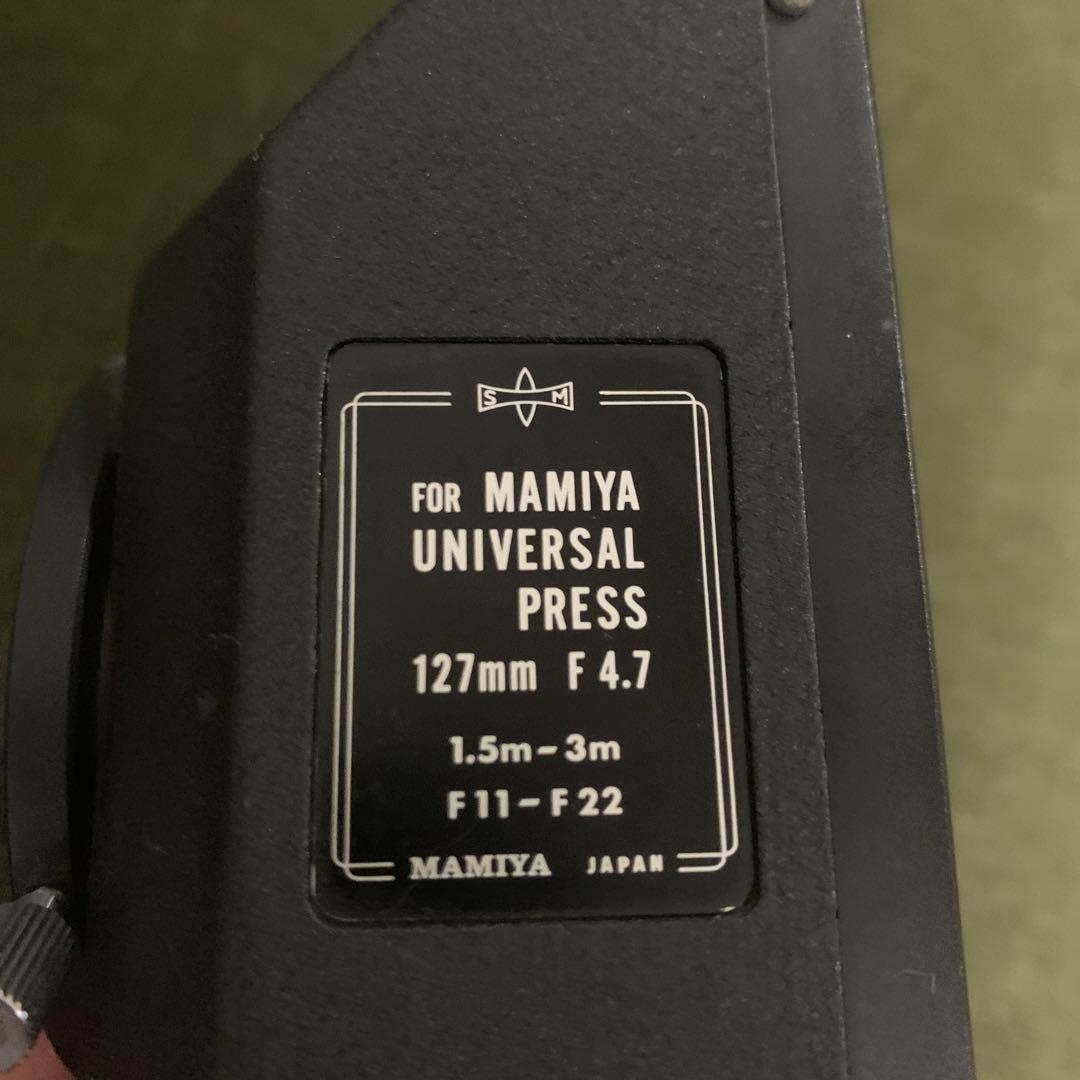 S M
FOR MAMIYA
UNIVERSAL
PRESS
127mm F 4.7
1.5m-3m
F11-F22
MAMIYA JAPAN